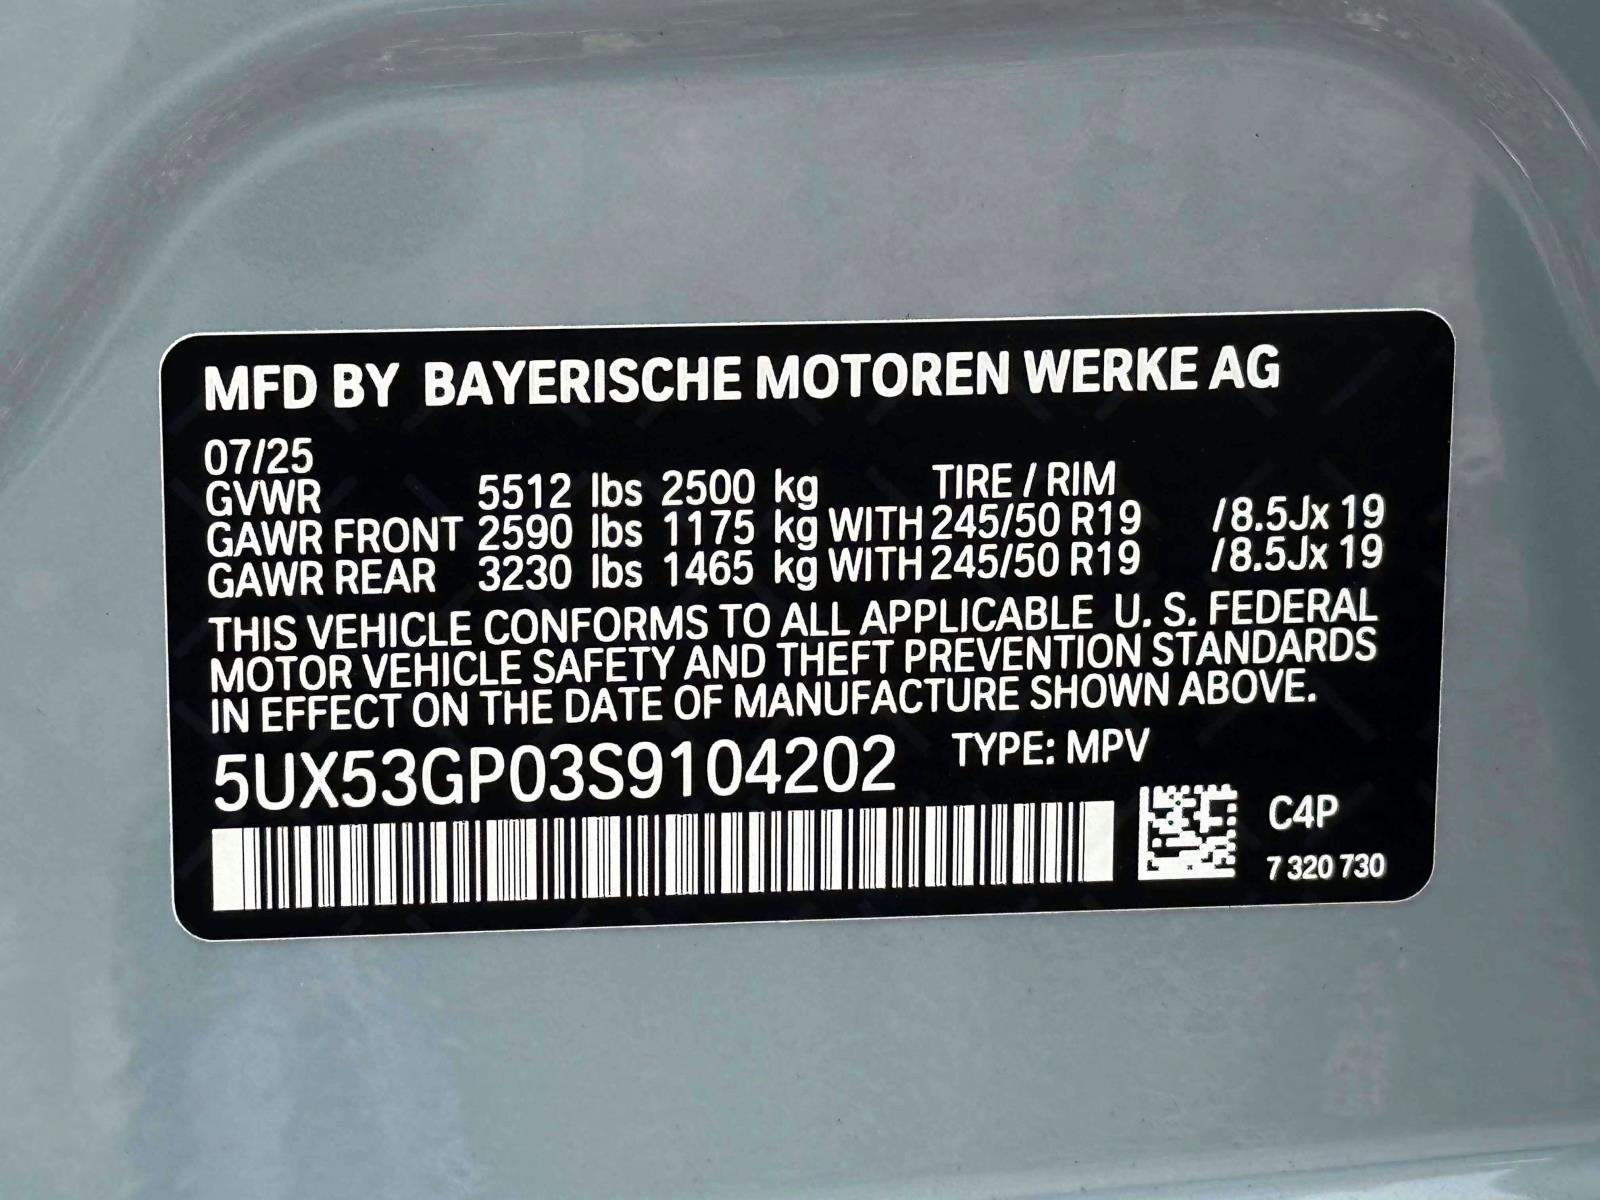 MFD BY BAYERISCHE MOTOREN WERKE AG
07/25
GVWR 5512 lbs 2500 kg TIRE / RIM
GAWR FRONT 2590 lbs 1175 kg WITH 245/50 R19 /8.5Jx 19
GAWR REAR 3230 lbs 1465 kg WITH 245/50 R19 /8.5Jx 19
THIS VEHICLE CONFORMS TO ALL APPLICABLE U. S. FEDERAL
MOTOR VEHICLE SAFETY AND THEFT PREVENTION STANDARDS
IN EFFECT ON THE DATE OF MANUFACTURE SHOWN ABOVE.
5UX53GP03S9104202 TYPE: MPV
C4P
7 320 730